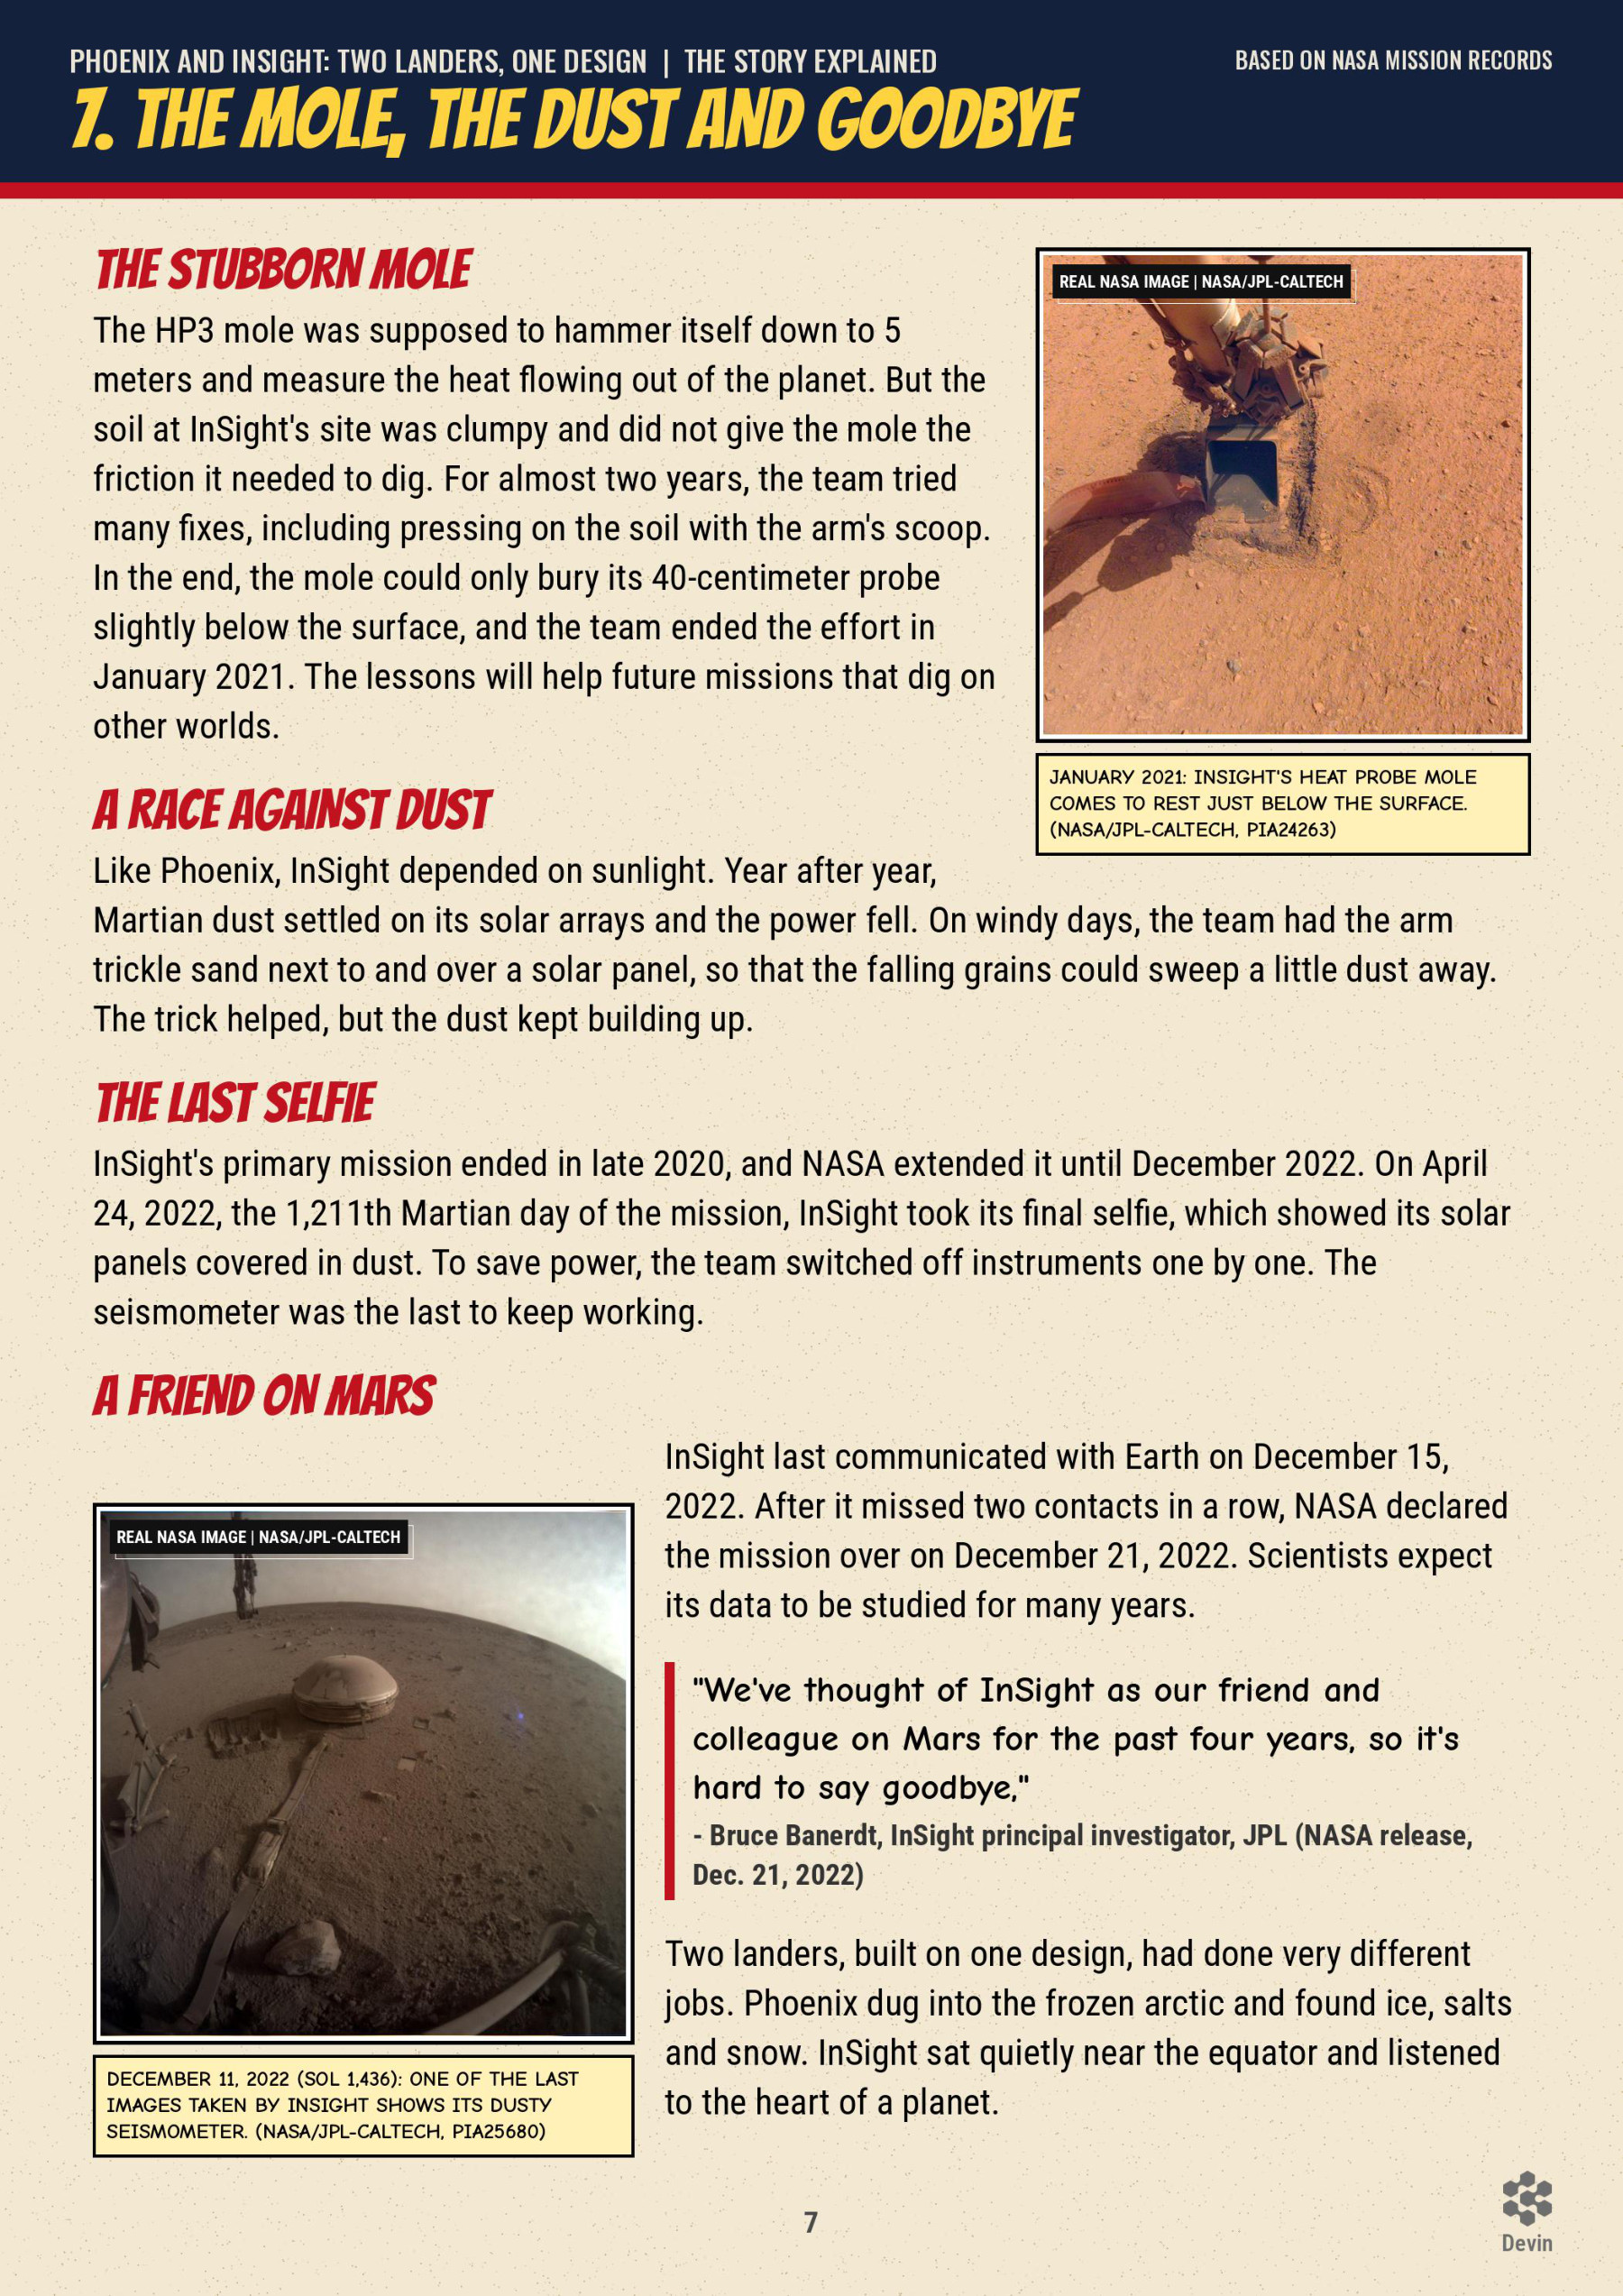 PHOENIX AND INSIGHT: TWO LANDERS, ONE DESIGN | THE STORY EXPLAINED
BASED ON NASA MISSION RECORDS
7. THE MOLE, THE DUST AND GOODBYE
THE STUBBORN MOLE
The HP3 mole was supposed to hammer itself down to 5
meters and measure the heat flowing out of the planet. But the
soil at InSight's site was clumpy and did not give the mole the
friction it needed to dig. For almost two years, the team tried
many fixes, including pressing on the soil with the arm's scoop.
In the end, the mole could only bury its 40-centimeter probe
slightly below the surface, and the team ended the effort in
January 2021. The lessons will help future missions that dig on
other worlds.
REAL NASA IMAGE | NASA/JPL-CALTECH
JANUARY 2021: INSIGHT'S HEAT PROBE MOLE
COMES TO REST JUST BELOW THE SURFACE.
(NASA/JPL-CALTECH, PIA24263)
A RACE AGAINST DUST
Like Phoenix, InSight depended on sunlight. Year after year,
Martian dust settled on its solar arrays and the power fell. On windy days, the team had the arm
trickle sand next to and over a solar panel, so that the falling grains could sweep a little dust away.
The trick helped, but the dust kept building up.
THE LAST SELFIE
InSight's primary mission ended in late 2020, and NASA extended it until December 2022. On April
24, 2022, the 1,211th Martian day of the mission, InSight took its final selfie, which showed its solar
panels covered in dust. To save power, the team switched off instruments one by one. The
seismometer was the last to keep working.
A FRIEND ON MARS
REAL NASA IMAGE | NASA/JPL-CALTECH
DECEMBER 11, 2022 (SOL 1,436): ONE OF THE LAST
IMAGES TAKEN BY INSIGHT SHOWS ITS DUSTY
SEISMOMETER. (NASA/JPL-CALTECH, PIA25680)
InSight last communicated with Earth on December 15,
2022. After it missed two contacts in a row, NASA declared
the mission over on December 21, 2022. Scientists expect
its data to be studied for many years.
"We've thought of InSight as our friend and
colleague on Mars for the past four years, so it's
hard to say goodbye,"
- Bruce Banerdt, InSight principal investigator, JPL (NASA release,
Dec. 21, 2022)
Two landers, built on one design, had done very different
jobs. Phoenix dug into the frozen arctic and found ice, salts
and snow. InSight sat quietly near the equator and listened
to the heart of a planet.
7
Devin